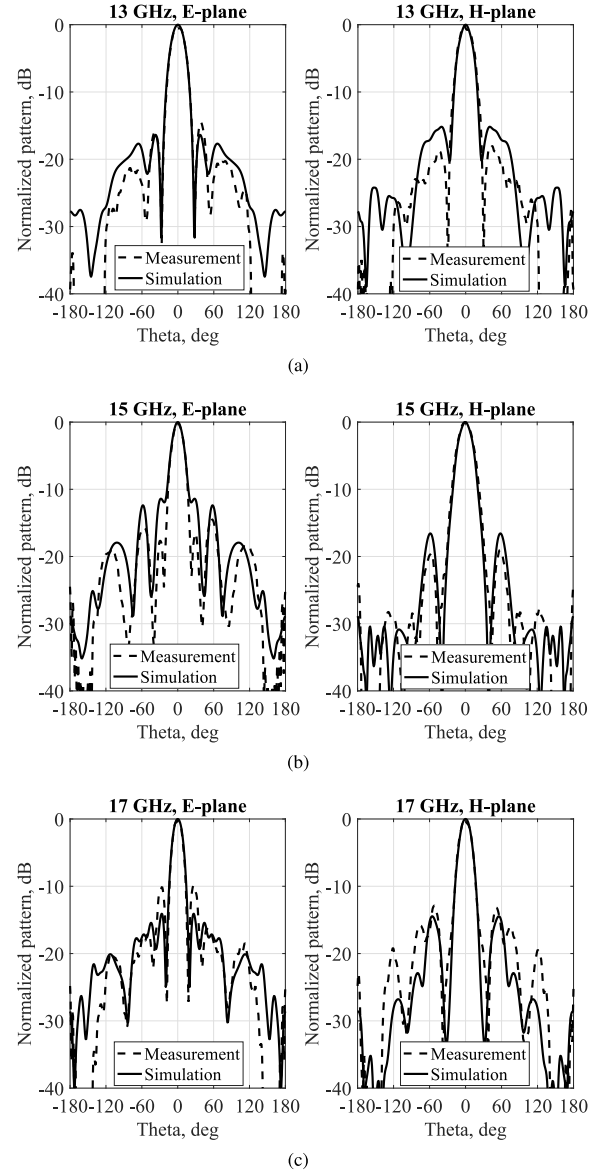 13 GHz, E-plane
13 GHz, H-plane
0
-10
-20
-30
-40
Normalized pattern, dB
Measurement
Simulation
-180-120 -60 0 60 120 180
Theta, deg
0
-10
-20
-30
-40
Normalized pattern, dB
Measurement
Simulation
-180-120 -60 0 60 120 180
Theta, deg
(a)
15 GHz, E-plane
15 GHz, H-plane
0
-10
-20
-30
-40
Normalized pattern, dB
Measurement
Simulation
-180-120 -60 0 60 120 180
Theta, deg
0
-10
-20
-30
-40
Normalized pattern, dB
Measurement
Simulation
-180-120 -60 0 60 120 180
Theta, deg
(b)
17 GHz, E-plane
17 GHz, H-plane
0
-10
-20
-30
-40
Normalized pattern, dB
Measurement
Simulation
-180-120 -60 0 60 120 180
Theta, deg
0
-10
-20
-30
-40
Normalized pattern, dB
Measurement
Simulation
-180-120 -60 0 60 120 180
Theta, deg
(c)